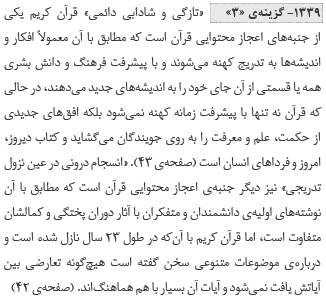 ۱۳۳۹- گزینه‌ی «۳» «تازگی و شادابی دائمی» قرآن کریم یکی
از جنبه‌های اعجاز محتوایی قرآن است که مطابق با آن معمولاً افکار و
اندیشه‌ها به تدریج کهنه می‌شوند و با پیشرفت فرهنگ و دانش بشری
همه یا قسمتی از آن جای خود را به اندیشه‌های جدید می‌دهند، در حالی
که قرآن نه تنها با پیشرفت زمانه کهنه نمی‌شود بلکه افق‌های جدیدی
از حکمت، علم و معرفت را به روی جویندگان می‌گشاید و کتاب دیروز،
امروز و فرداهای انسان است (صفحه‌ی ۴۳). «انسجام درونی در عین نزول
تدریجی» نیز دیگر جنبه‌ی اعجاز محتوایی قرآن است که مطابق با آن
نوشته‌های اولیه‌ی دانشمندان و متفکران با آثار دوران پختگی و کمالشان
متفاوت است، اما قرآن کریم با آن‌که در طول ۲۳ سال نازل شده است و
درباره‌ی موضوعات متنوعی سخن گفته است هیچ‌گونه تعارضی بین
آیاتش یافت نمی‌شود و آیات آن بسیار با هم هماهنگ‌اند. (صفحه‌ی ۴۲)